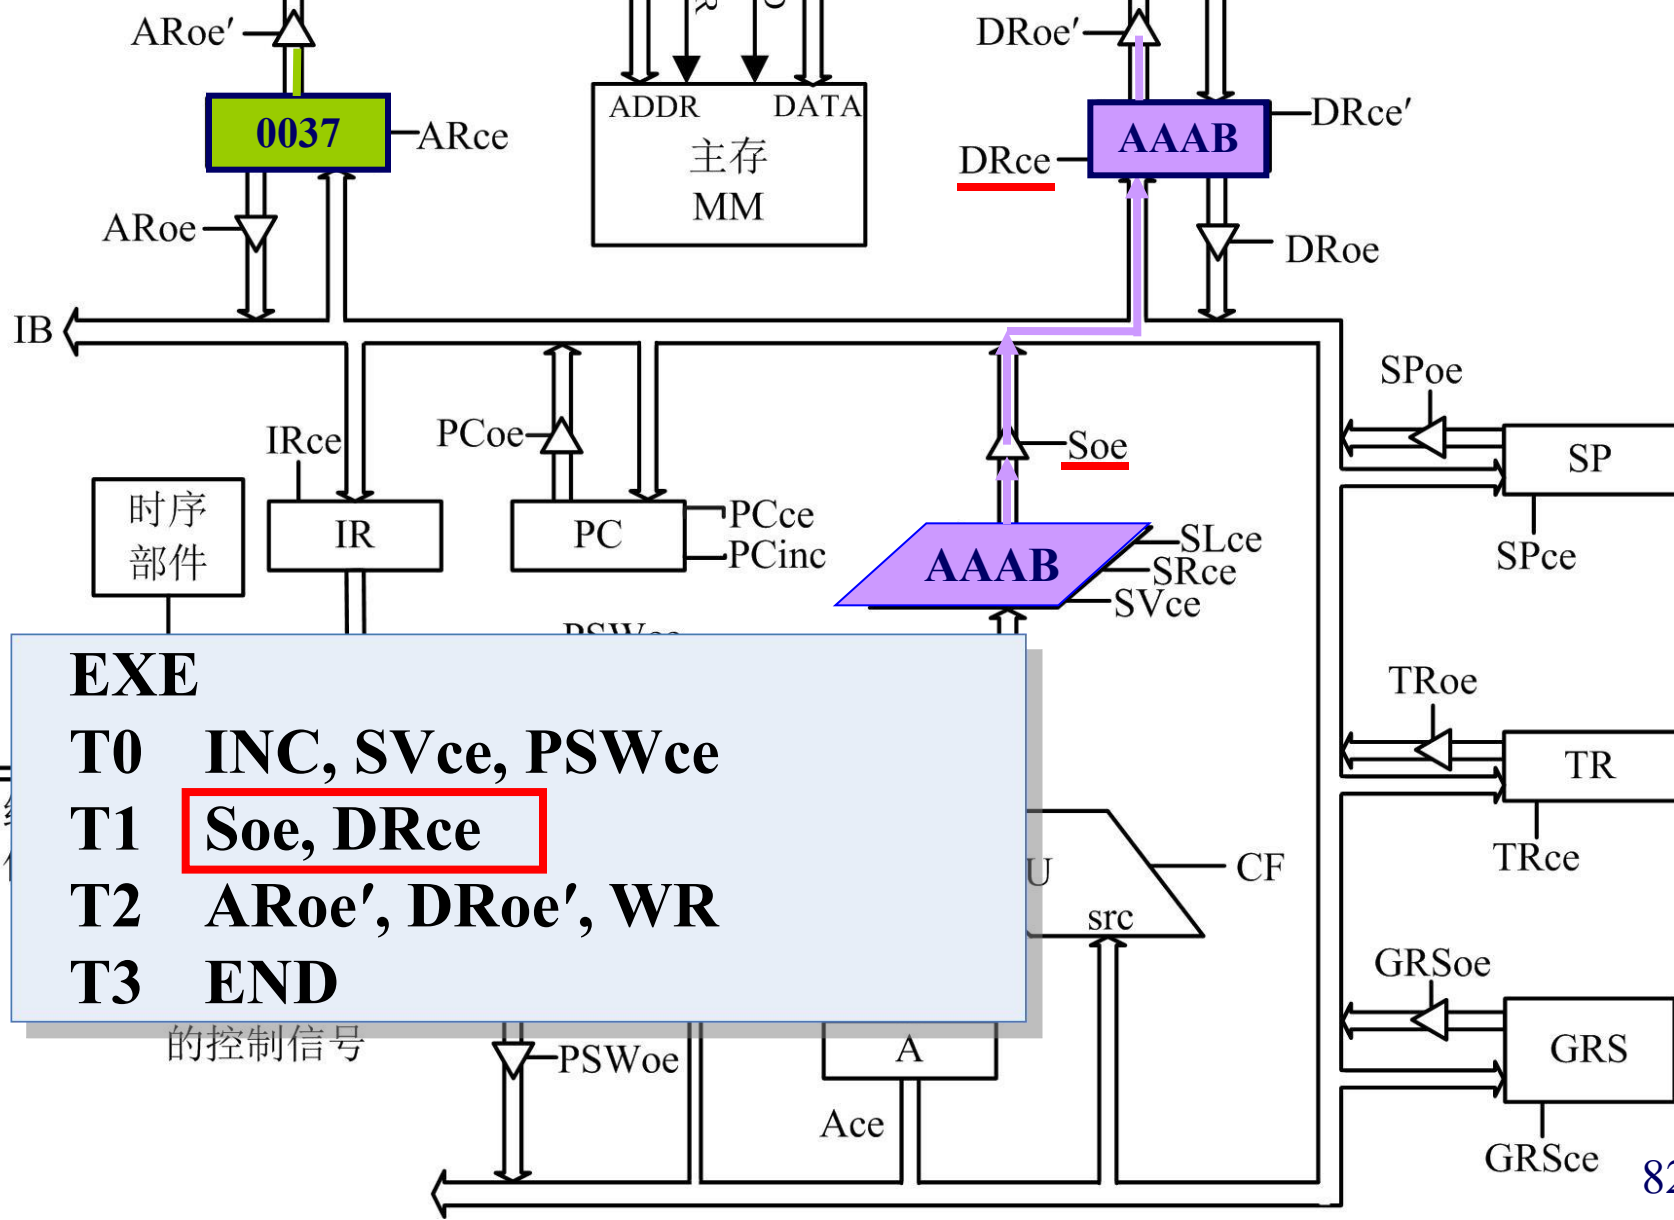 ARoe′
DRoe′
ADDR
DATA
0037
ARce
主存
MM
AAAB
DRce′
DRce
ARoe
DRoe
IB
SPoe
IRce
PCoe
Soe
SP
时序
部件
IR
PC
PCce
PCinc
AAAB
SLce
SRce
SVce
SPce
EXE
T0 INC, SVce, PSWce
T1 Soe, DRce
T2 ARoe′, DRoe′, WR
T3 END
TRoe
TR
TRce
U
CF
src
GRSoe
GRS
GRSce
的控制信号
PSWoe
A
Ace
82